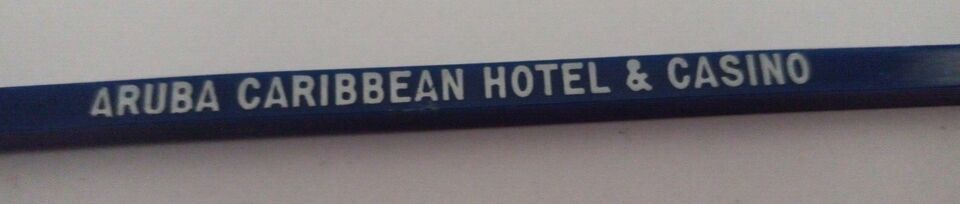 ARUBA CARIBBEAN HOTEL & CASINO